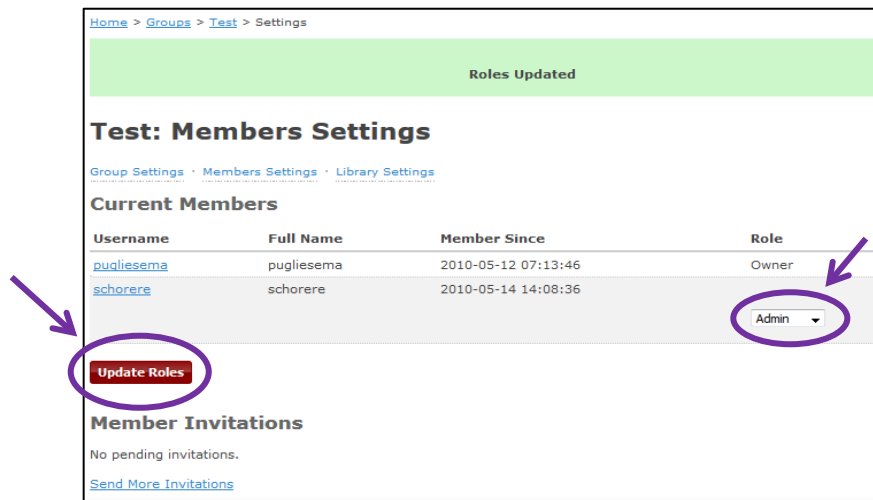 Home > Groups > Test > Settings
Roles Updated
Test: Members Settings
Group Settings · Members Settings · Library Settings
Current Members
Username Full Name Member Since Role
pugliesema pugliesema 2010-05-12 07:13:46 Owner
schorere schorere 2010-05-14 14:08:36
Admin
Update Roles
Member Invitations
No pending invitations.
Send More Invitations